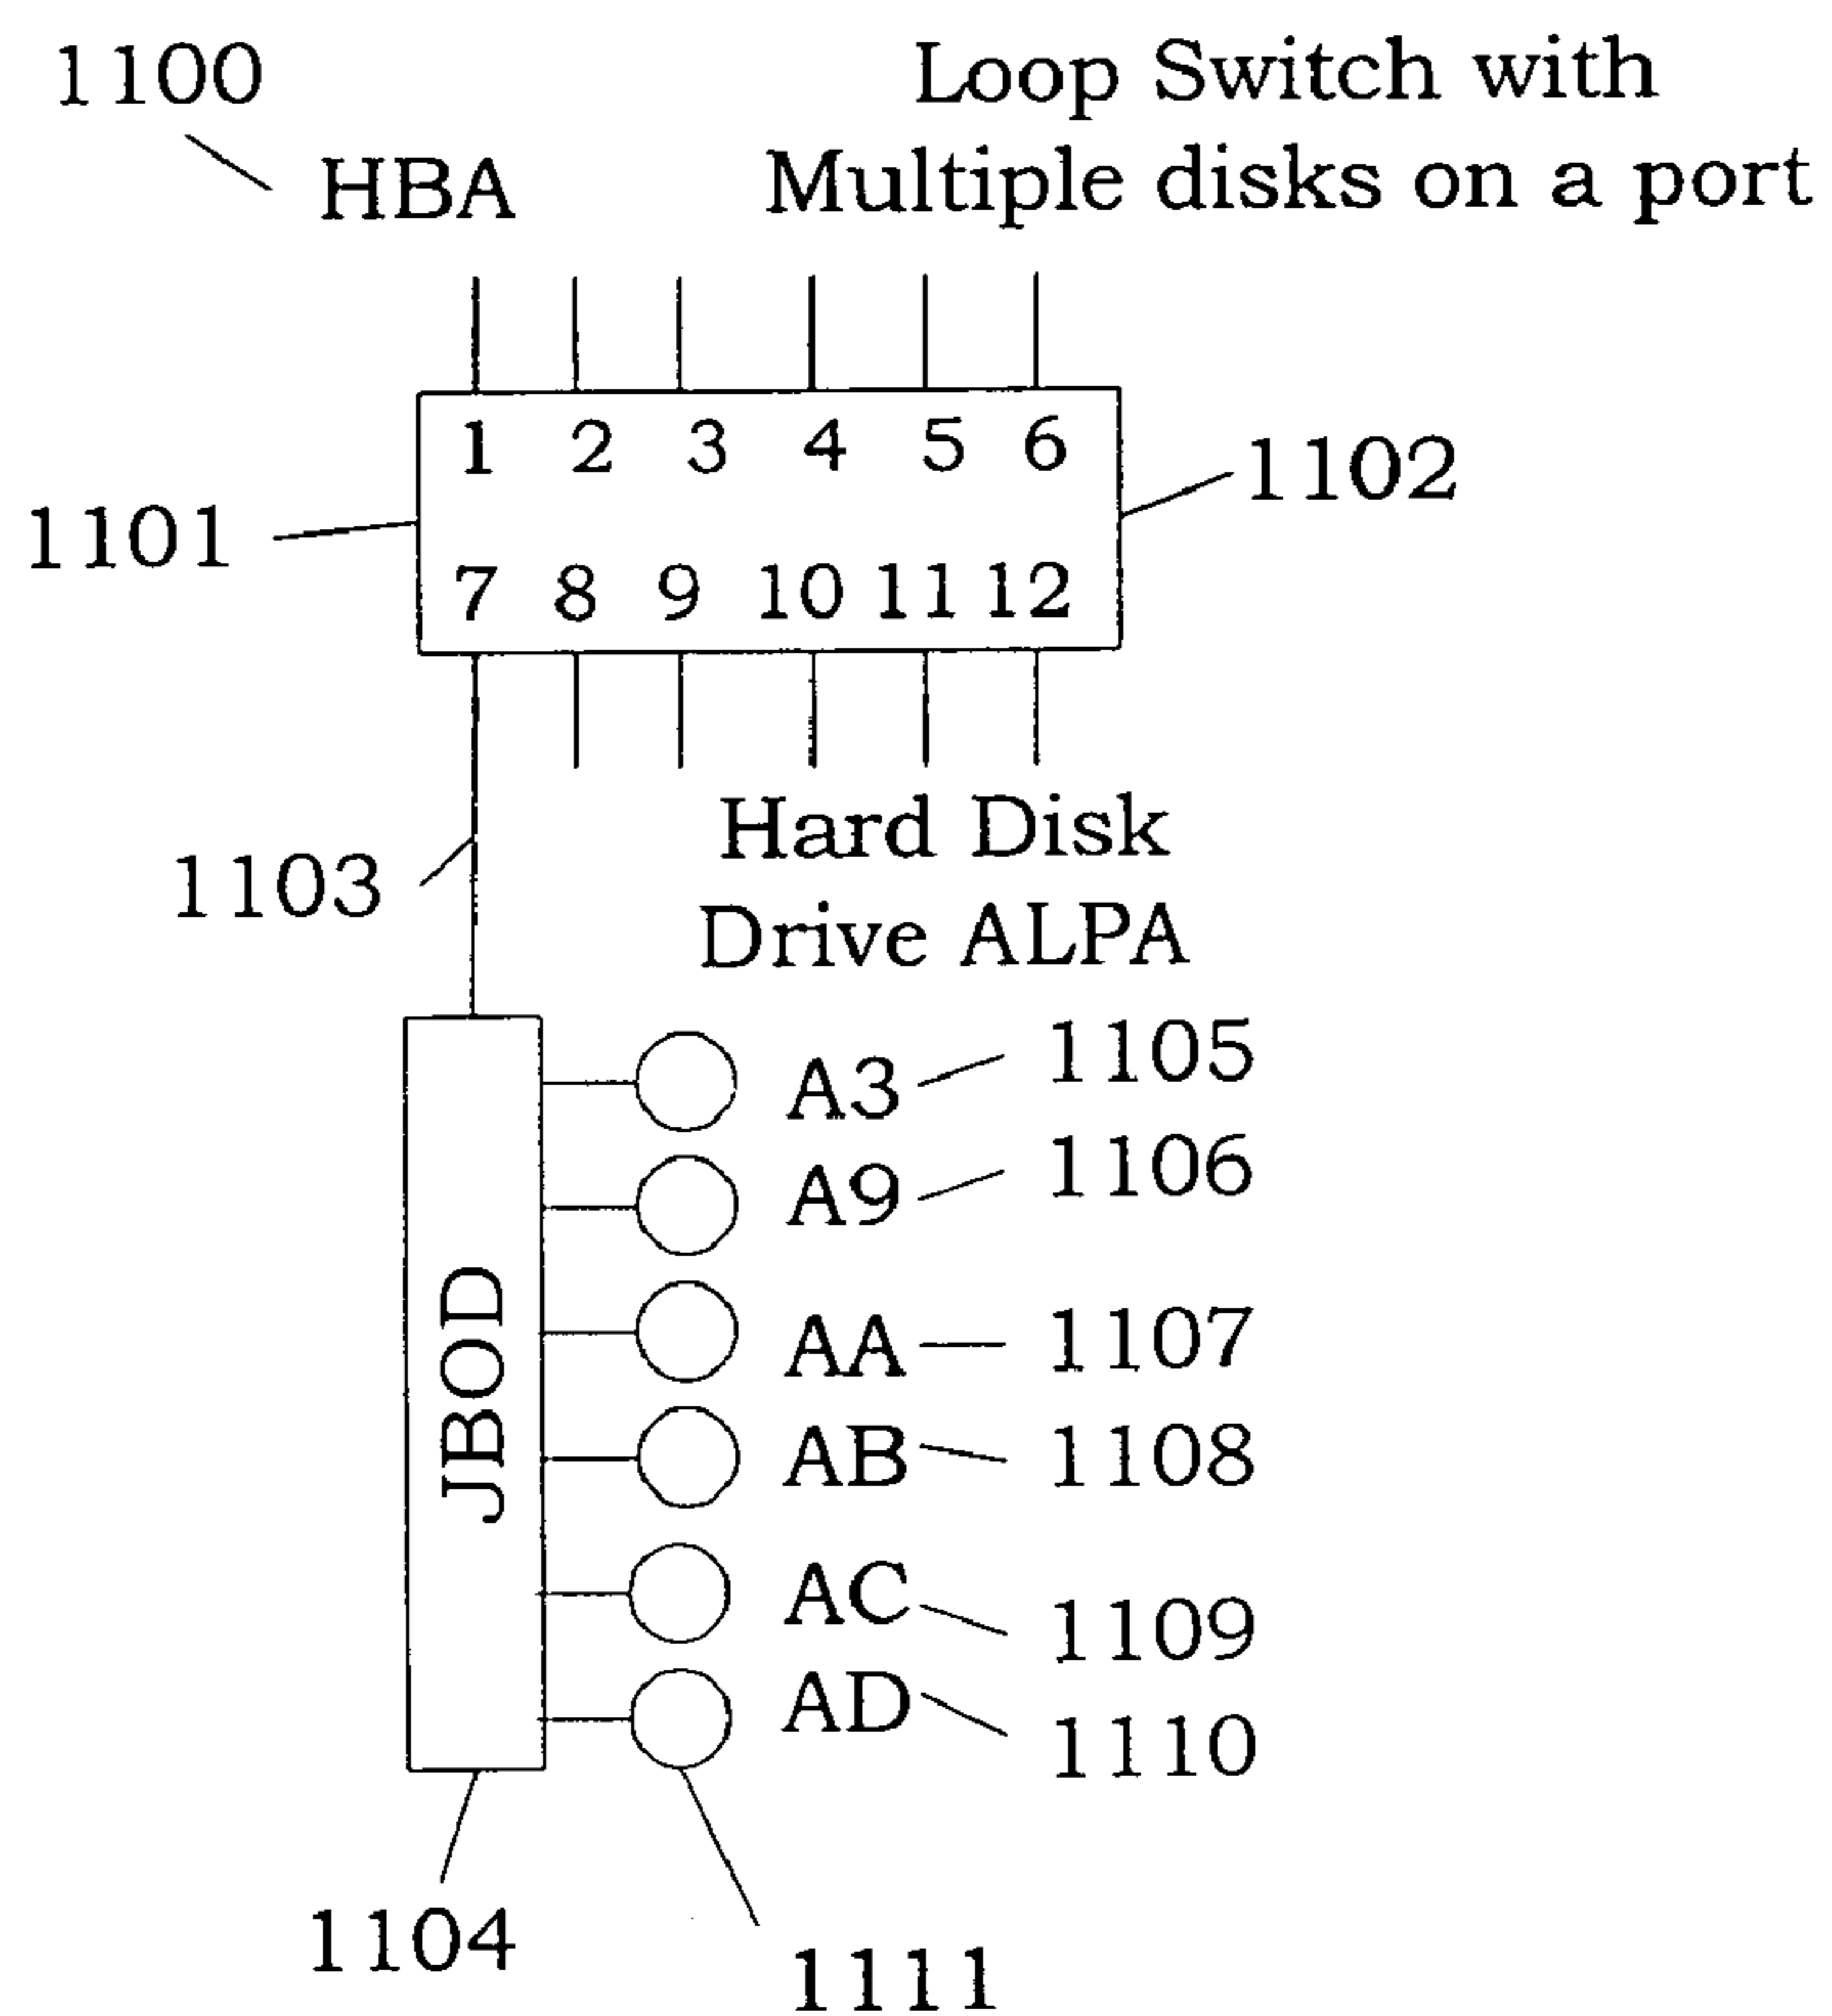 1100
HBA
Loop Switch with
Multiple disks on a port
1 2 3 4 5 6
1101
1102
7 8 9 10 11 12
1103
Hard Disk
Drive ALPA
JBOD
A3 1105
A9 1106
AA 1107
AB 1108
AC 1109
AD 1110
1104
1111